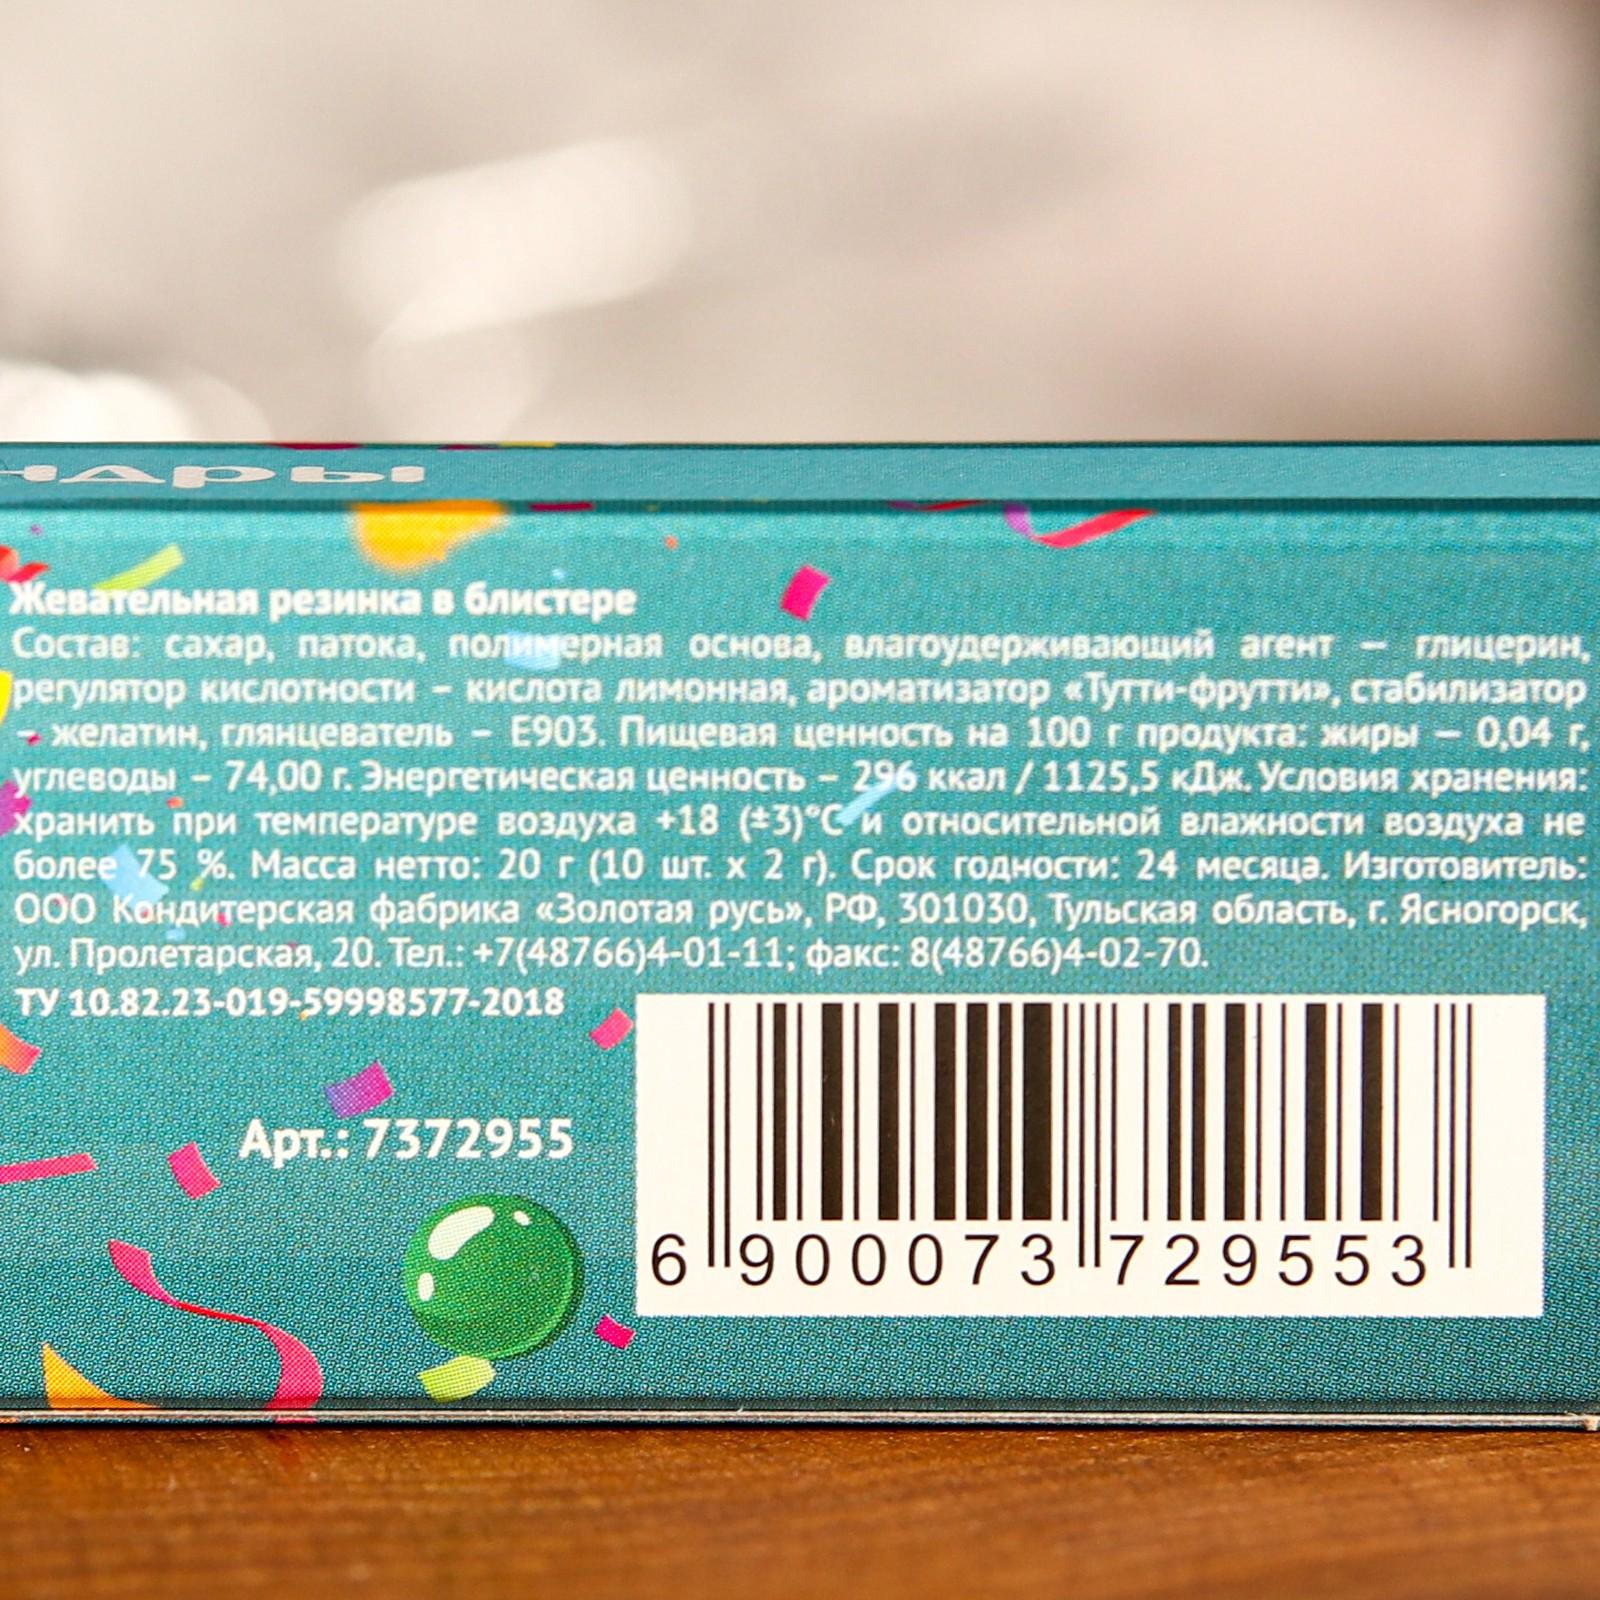 Жевательная резинка в блистере
Состав: сахар, патока, полимерная основа, влагоудерживающий агент – глицерин,
регулятор кислотности – кислота лимонная, ароматизатор «Тутти-фрутти», стабилизатор
– желатин, глянцеватель – Е903. Пищевая ценность на 100 г продукта: жиры – 0,04 г,
углеводы – 74,00 г. Энергетическая ценность – 296 ккал / 1125,5 кДж. Условия хранения:
хранить при температуре воздуха +18 (±3)°С и относительной влажности воздуха не
более 75 %. Масса нетто: 20 г (10 шт. х 2 г). Срок годности: 24 месяца. Изготовитель:
ООО Кондитерская фабрика «Золотая русь», РФ, 301030, Тульская область, г. Ясногорск,
ул. Пролетарская, 20. Тел.: +7(48766)4-01-11; факс: 8(48766)4-02-70.
ТУ 10.82.23-019-59998577-2018
Арт.: 7372955
6 900073 729553